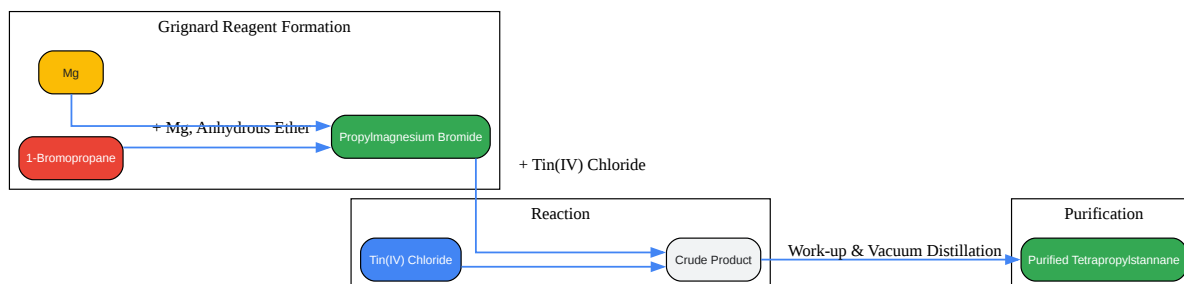 Grignard Reagent Formation
Mg
+ Mg, Anhydrous Ether
Propylmagnesium Bromide
1-Bromopropane
+ Tin(IV) Chloride
Reaction
Purification
Tin(IV) Chloride
Crude Product
Work-up & Vacuum Distillation
Purified Tetrapropylstannane